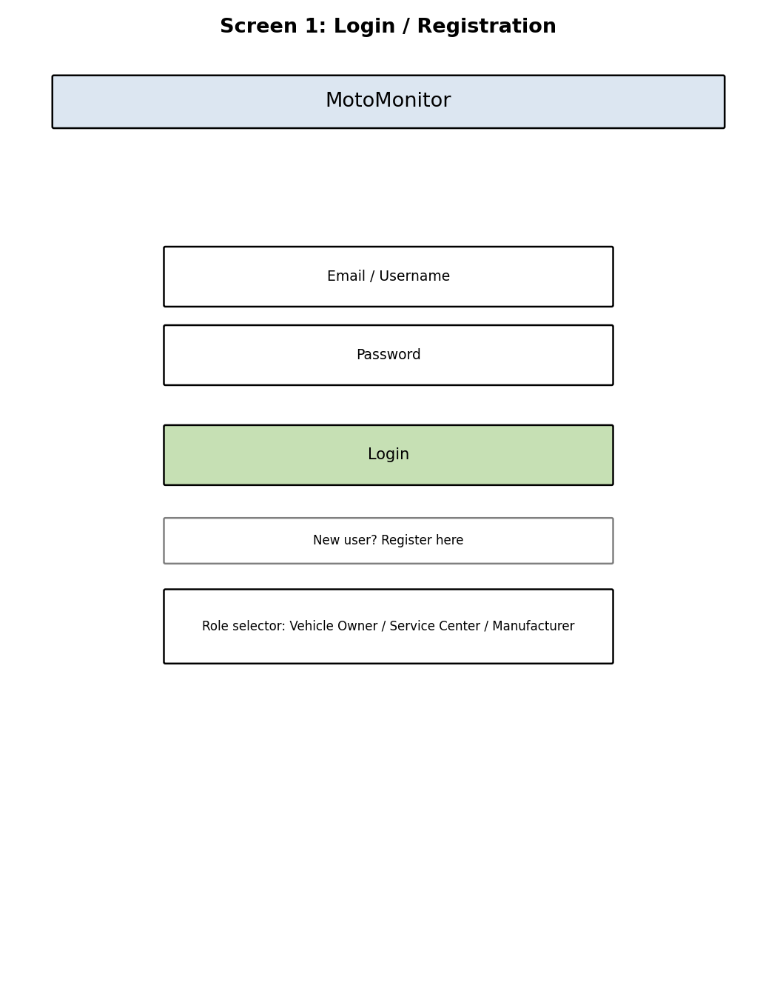 Screen 1: Login / Registration
MotoMonitor
Email / Username
Password
Login
New user? Register here
Role selector: Vehicle Owner / Service Center / Manufacturer